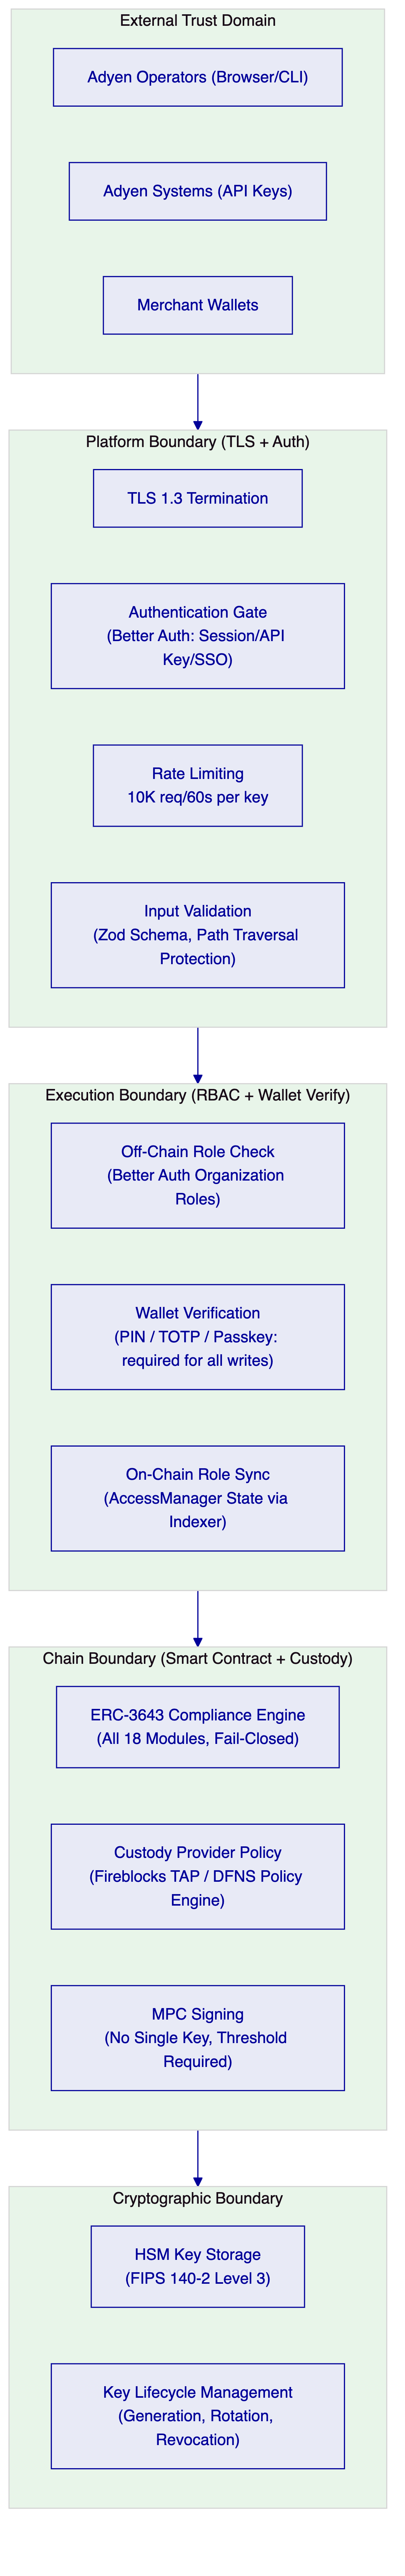 External Trust Domain
Adyen Operators (Browser/CLI)
Adyen Systems (API Keys)
Merchant Wallets
Platform Boundary (TLS + Auth)
TLS 1.3 Termination
Authentication Gate
(Better Auth: Session/API
Key/SSO)
Rate Limiting
10K req/60s per key
Input Validation
(Zod Schema, Path Traversal
Protection)
Execution Boundary (RBAC + Wallet Verify)
Off-Chain Role Check
(Better Auth Organization
Roles)
Wallet Verification
(PIN / TOTP / Passkey:
required for all writes)
On-Chain Role Sync
(AccessManager State via
Indexer)
Chain Boundary (Smart Contract + Custody)
ERC-3643 Compliance Engine
(All 18 Modules, Fail-Closed)
Custody Provider Policy
(Fireblocks TAP / DFNS Policy
Engine)
MPC Signing
(No Single Key, Threshold
Required)
Cryptographic Boundary
HSM Key Storage
(FIPS 140-2 Level 3)
Key Lifecycle Management
(Generation, Rotation,
Revocation)